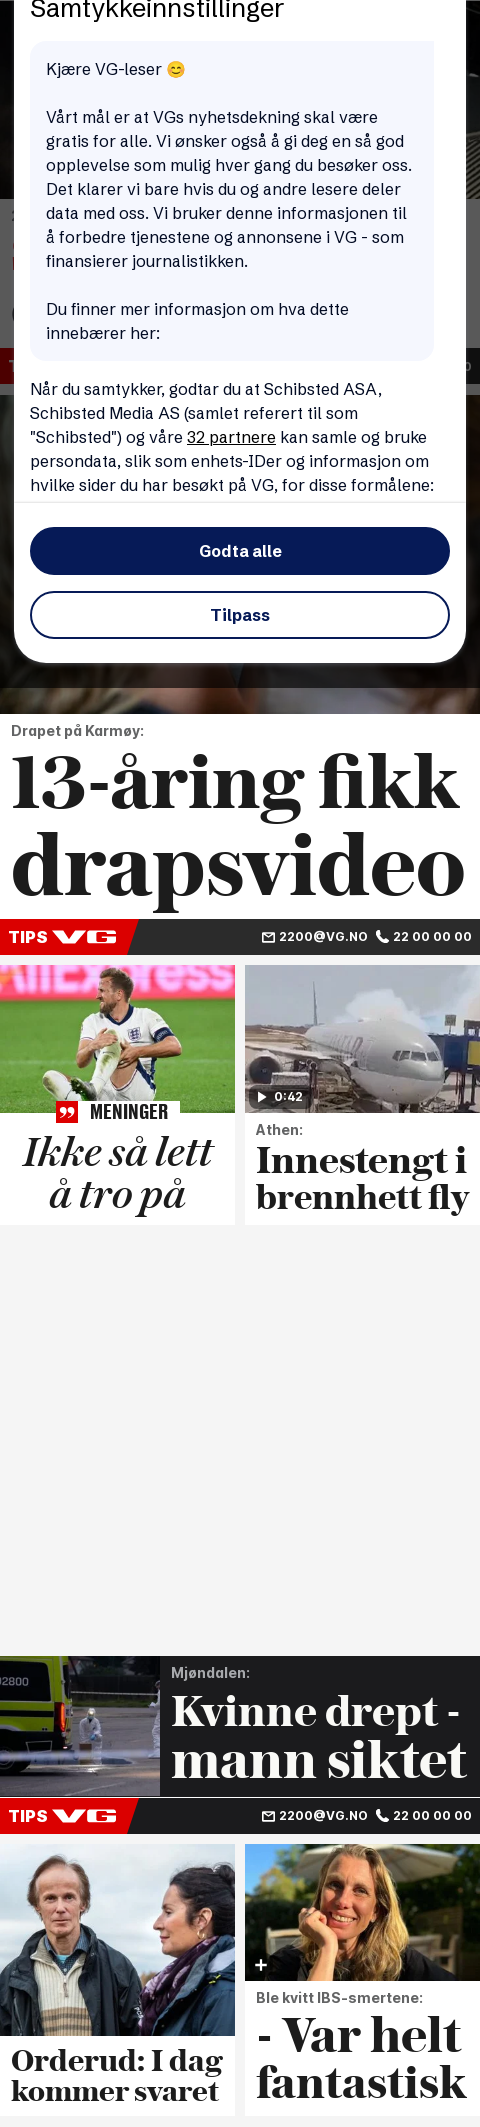 Samtykkeinnstillinger
Kjære VG-leser 😊
Vårt mål er at VGs nyhetsdekning skal være
gratis for alle. Vi ønsker også å gi deg en så god
opplevelse som mulig hver gang du besøker oss.
Det klarer vi bare hvis du og andre lesere deler
data med oss. Vi bruker denne informasjonen til
å forbedre tjenestene og annonsene i VG - som
finansierer journalistikken.
Du finner mer informasjon om hva dette
innebærer her:
Når du samtykker, godtar du at Schibsted ASA,
Schibsted Media AS (samlet referert til som
"Schibsted") og våre 32 partnere kan samle og bruke
persondata, slik som enhets-IDer og informasjon om
hvilke sider du har besøkt på VG, for disse formålene:
Godta alle
Tilpass
Drapet på Karmøy:
13-åring fikk
drapsvideo
TIPS VG 2200@VG.NO 22 00 00 00
AliExpress
0:42
MENINGER
Ikke så lett
å tro på
Athen:
Innestengt i
brennhett fly
02800
Mjøndalen:
Kvinne drept -
mann siktet
TIPS VG 2200@VG.NO 22 00 00 00
Orderud: I dag
kommer svaret
Ble kvitt IBS-smertene:
- Var helt
fantastisk